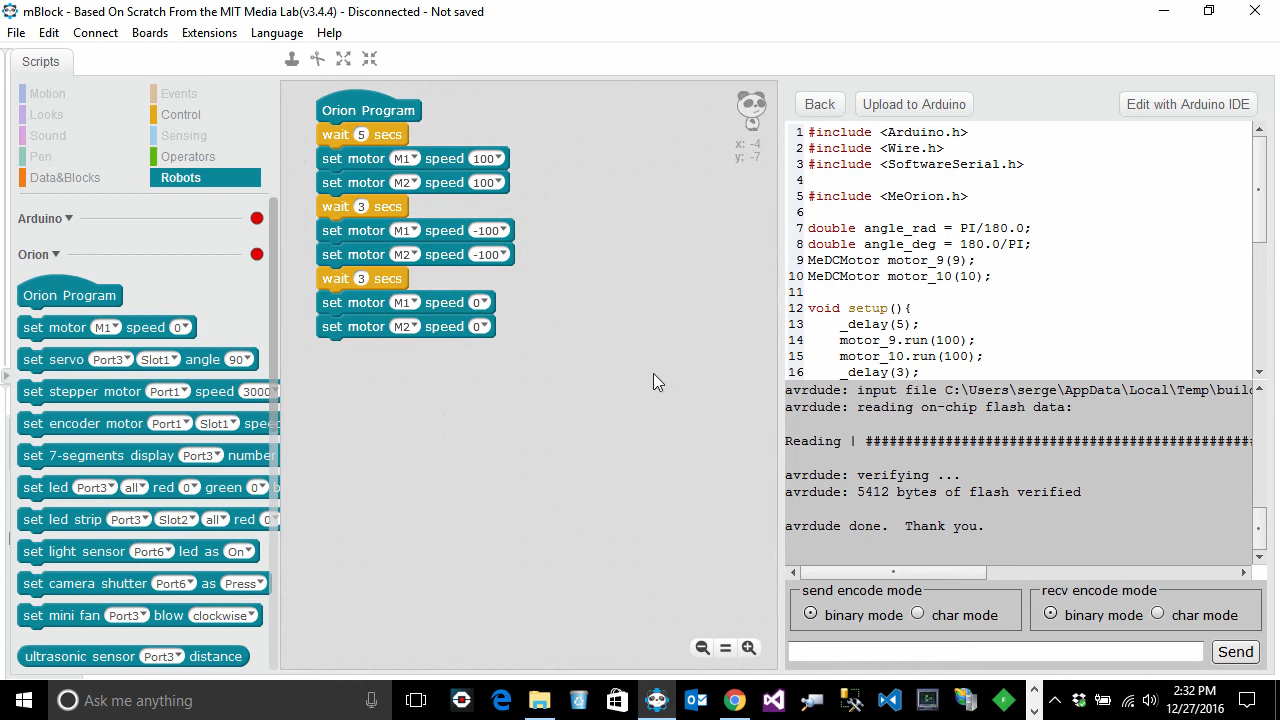 mBlock - Based On Scratch From the MIT Media Lab(v3.4.4) - Disconnected - Not saved
File Edit Connect Boards Extensions Language Help
Scripts
Motion Events
Looks Control
Sound Sensing
Pen Operators
Data&Blocks Robots
Arduino
Orion
Orion Program
set motor M1 speed 0
set servo Port3 Slot1 angle 90
set stepper motor Port1 speed 3000
set encoder motor Port1 Slot1 speed
set 7-segments display Port3 number
set led Port3 all red 0 green 0
set led strip Port3 Slot2 all red 0
set light sensor Port6 led as On
set camera shutter Port6 as Press
set mini fan Port3 blow clockwise
ultrasonic sensor Port3 distance
Orion Program
wait 5 secs
set motor M1 speed 100
set motor M2 speed 100
wait 3 secs
set motor M1 speed -100
set motor M2 speed -100
wait 3 secs
set motor M1 speed 0
set motor M2 speed 0
x: -4
y: -7
Back Upload to Arduino Edit with Arduino IDE
1 #include <Arduino.h>
2 #include <Wire.h>
3 #include <SoftwareSerial.h>
4
5 #include <MeOrion.h>
6
7 double angle_rad = PI/180.0;
8 double angle_deg = 180.0/PI;
9 MeDCMotor motor_9(9);
10 MeDCMotor motor_10(10);
11
12 void setup(){
13 _delay(5);
14 motor_9.run(100);
15 motor_10.run(100);
16 _delay(3);
avrdude: input file C:\Users\serge\AppData\Local\Temp\build
avrdude: reading on-chip flash data:
Reading | ################################################
avrdude: verifying ...
avrdude: 5412 bytes of flash verified
avrdude done.  Thank you.
send encode mode recv encode mode
binary mode char mode binary mode char mode
Send
Ask me anything
2:32 PM
12/27/2016